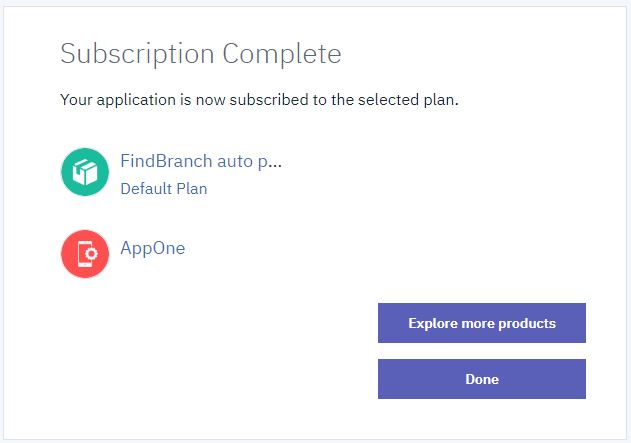 Subscription Complete
Your application is now subscribed to the selected plan.
FindBranch auto p...
Default Plan
AppOne
Explore more products
Done